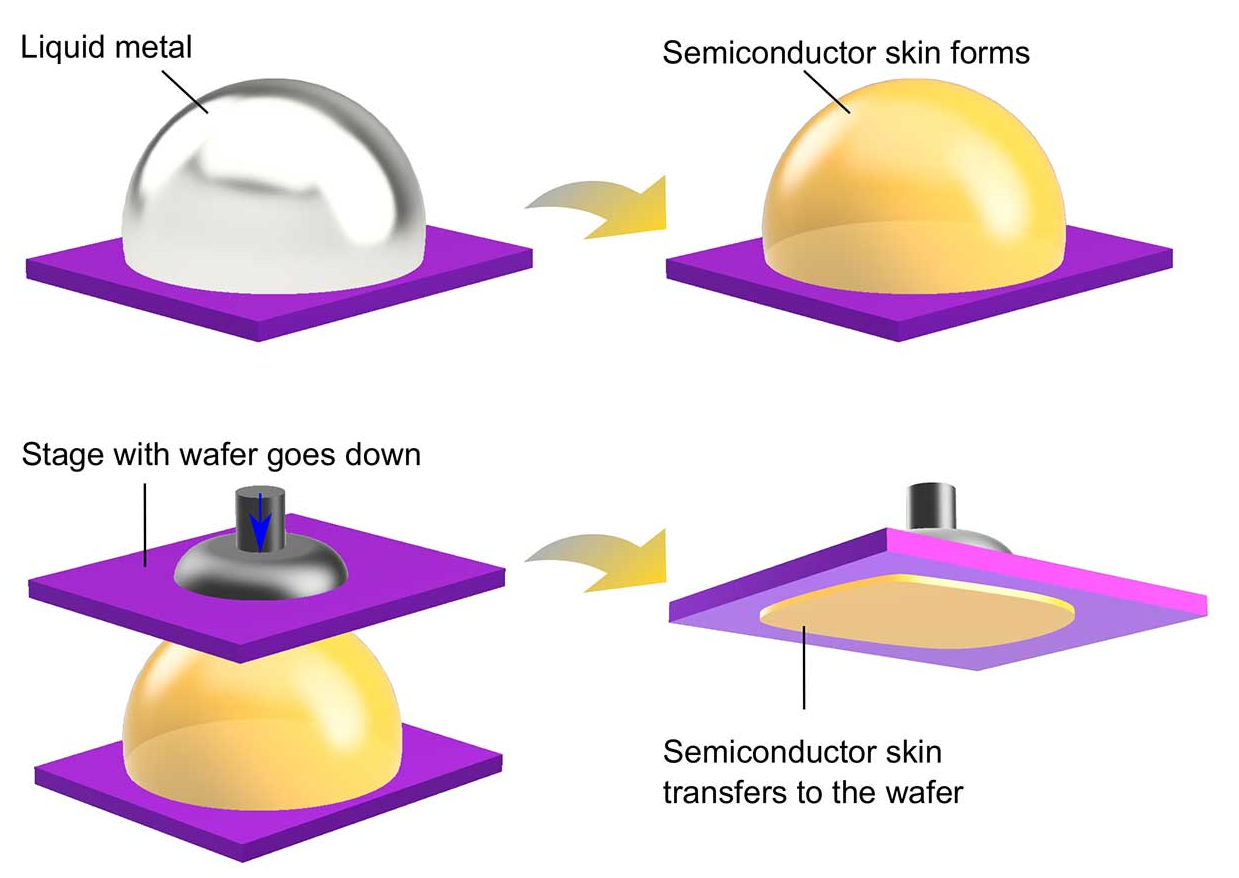 Liquid metal
Semiconductor skin forms
Stage with wafer goes down
Semiconductor skin
transfers to the wafer